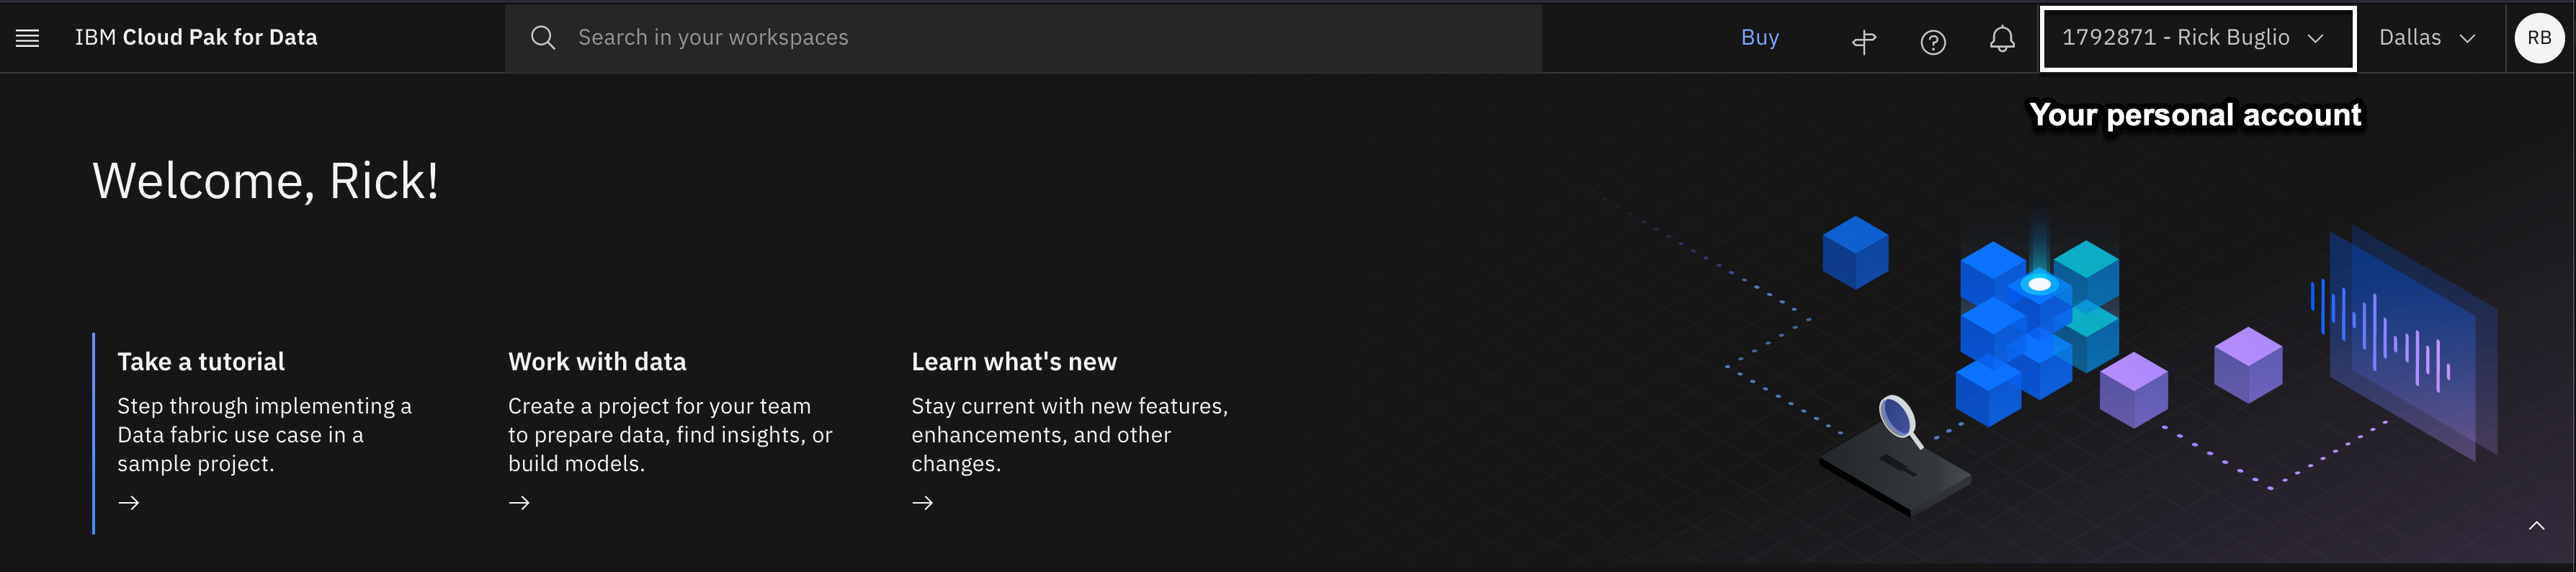 IBM Cloud Pak for Data
Search in your workspaces
Buy
1792871 - Rick Buglio
Dallas
RB
Your personal account
Welcome, Rick!
Take a tutorial
Step through implementing a
Data fabric use case in a
sample project.
Work with data
Create a project for your team
to prepare data, find insights, or
build models.
Learn what's new
Stay current with new features,
enhancements, and other
changes.